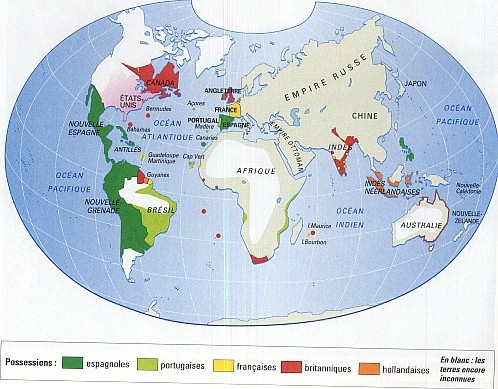 CANADA
ÉTATS
UNIS
NOUVELLE
ESPAGNE
Bermudes
Bahamas
ANTILLES
Guadeloupe
Martinique
Guyanes
NOUVELLE-
GRENADE
BRÉSIL
OCÉAN
PACIFIQUE
OCÉAN
ATLANTIQUE
Açores
Madère
Canaries
Cap Vert
ANGLETERRE
FRANCE
PORTUGAL
ESPAGNE
EMPIRE RUSSE
EMPIRE OTTOMAN
AFRIQUE
I.Maurice
I.Bourbon
INDES
CHINE
JAPON
OCÉAN
PACIFIQUE
INDES
NÉERLANDAISES
OCÉAN
INDIEN
AUSTRALIE
Nouvelle
Calédonie
NOUVELLE-
ZÉLANDE
Possessions :
espagnoles
portugaises
françaises
britanniques
hollandaises
En blanc : les
terres encore
inconnues